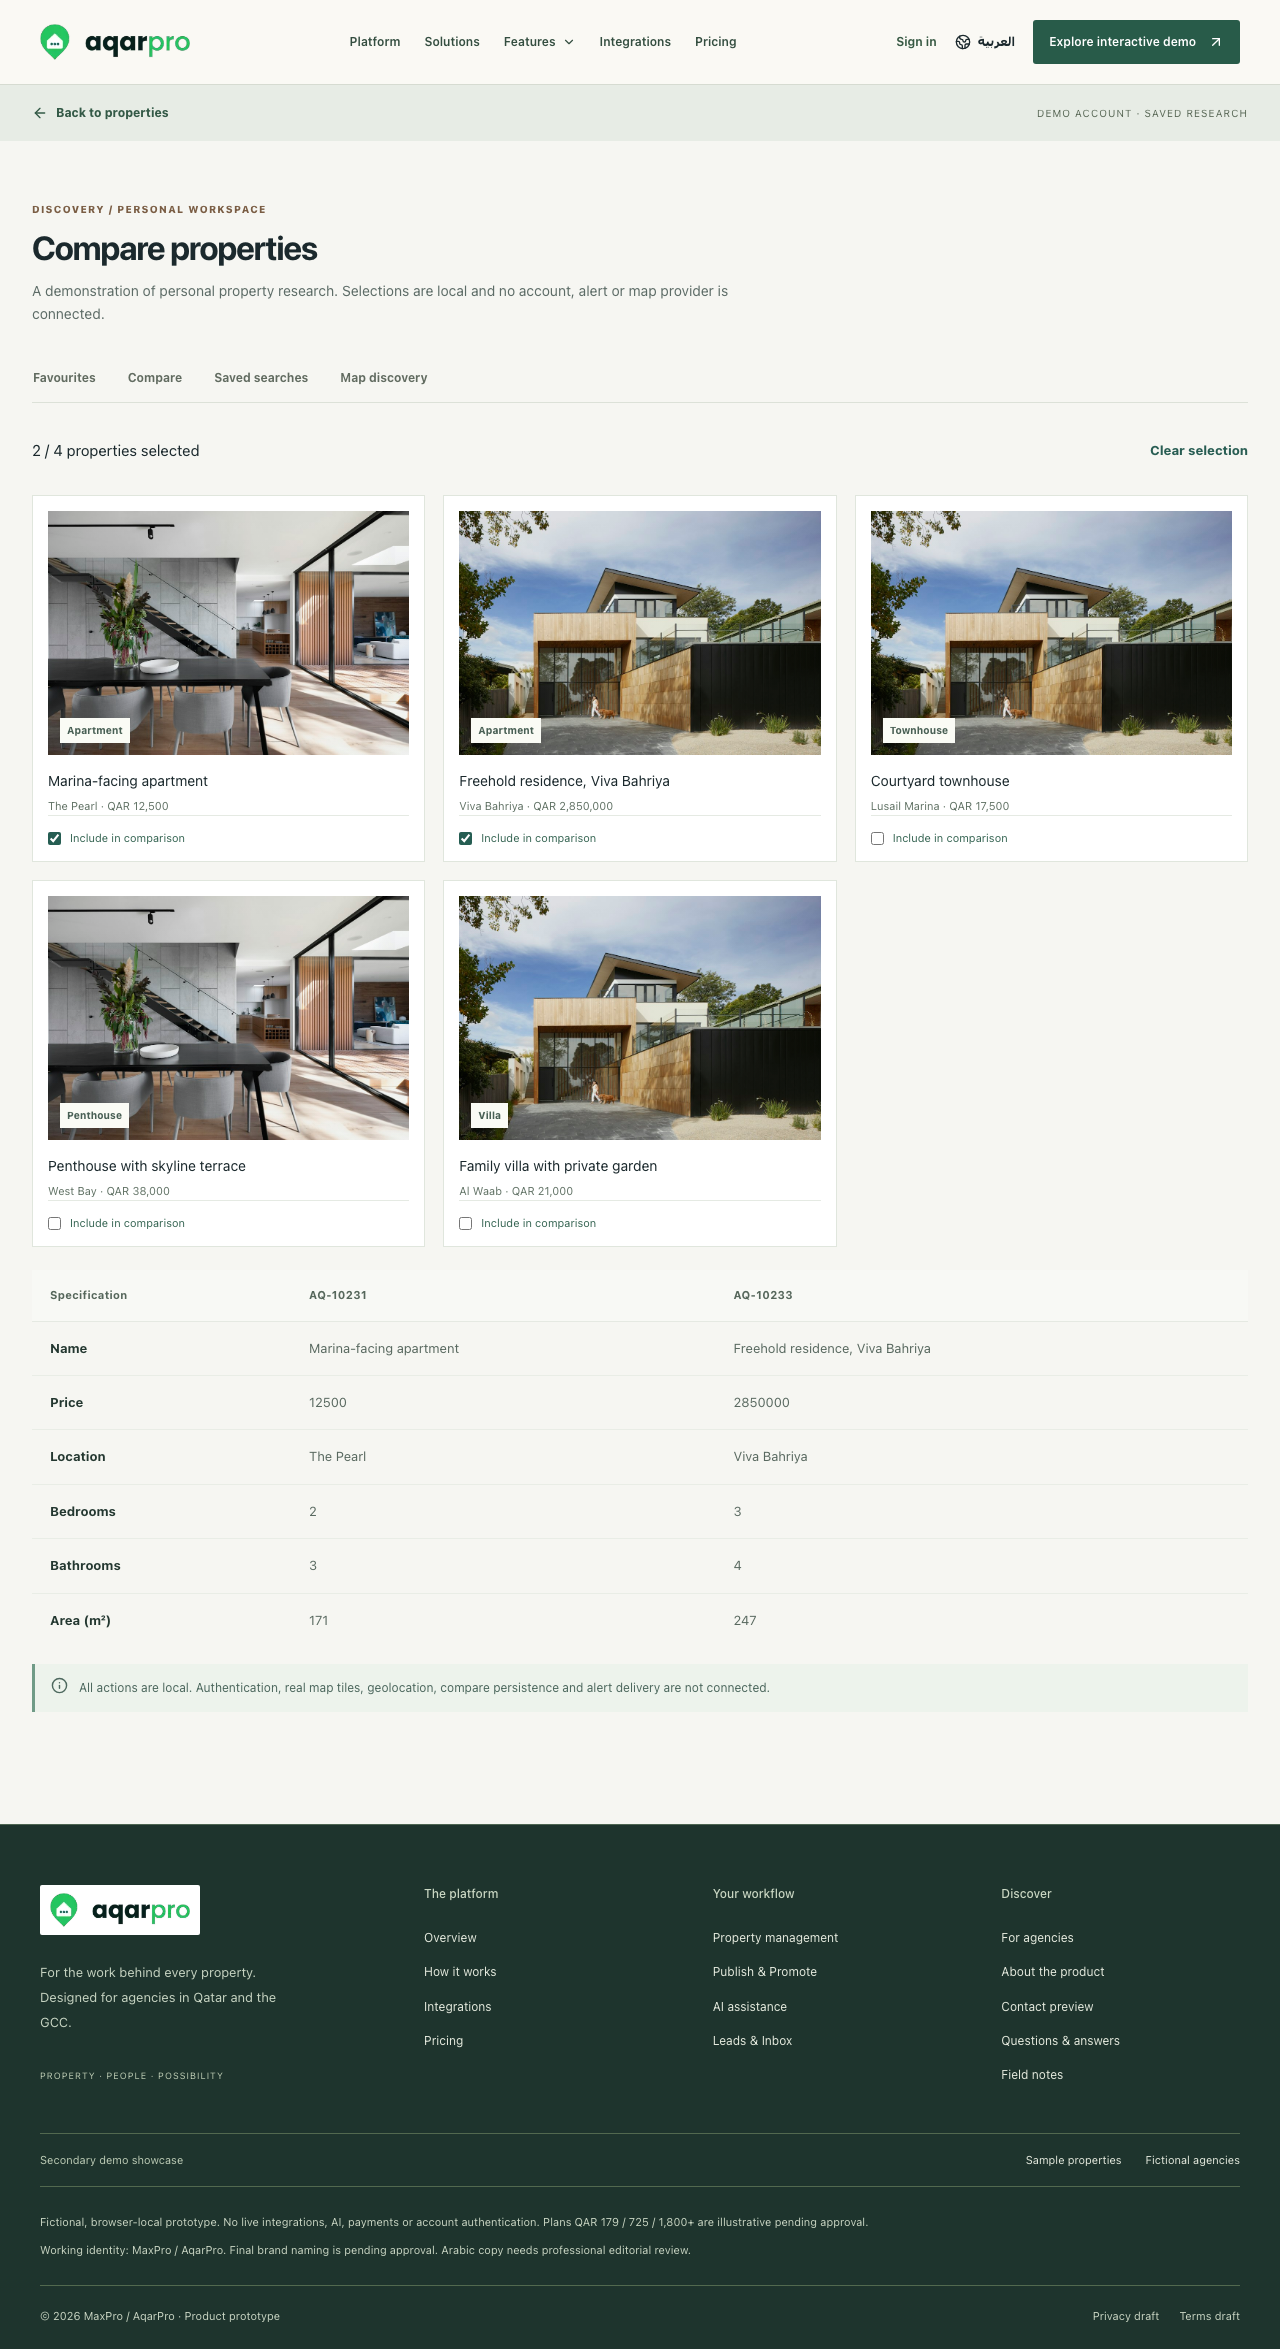 aqarpro
Platform Solutions Features Integrations Pricing
Sign in العربية Explore interactive demo
Back to properties
DEMO ACCOUNT · SAVED RESEARCH
DISCOVERY / PERSONAL WORKSPACE
Compare properties
A demonstration of personal property research. Selections are local and no account, alert or map provider is
connected.
Favourites Compare Saved searches Map discovery
2 / 4 properties selected
Clear selection
Apartment
Marina-facing apartment
The Pearl · QAR 12,500
Include in comparison
Apartment
Freehold residence, Viva Bahriya
Viva Bahriya · QAR 2,850,000
Include in comparison
Townhouse
Courtyard townhouse
Lusail Marina · QAR 17,500
Include in comparison
Penthouse
Penthouse with skyline terrace
West Bay · QAR 38,000
Include in comparison
Villa
Family villa with private garden
Al Waab · QAR 21,000
Include in comparison
Specification AQ-10231 AQ-10233
Name Marina-facing apartment Freehold residence, Viva Bahriya
Price 12500 2850000
Location The Pearl Viva Bahriya
Bedrooms 2 3
Bathrooms 3 4
Area (m²) 171 247
All actions are local. Authentication, real map tiles, geolocation, compare persistence and alert delivery are not connected.
aqarpro
For the work behind every property.
Designed for agencies in Qatar and the
GCC.
PROPERTY · PEOPLE · POSSIBILITY
The platform
Overview
How it works
Integrations
Pricing
Your workflow
Property management
Publish & Promote
AI assistance
Leads & Inbox
Discover
For agencies
About the product
Contact preview
Questions & answers
Field notes
Secondary demo showcase
Sample properties Fictional agencies
Fictional, browser-local prototype. No live integrations, AI, payments or account authentication. Plans QAR 179 / 725 / 1,800+ are illustrative pending approval.
Working identity: MaxPro / AqarPro. Final brand naming is pending approval. Arabic copy needs professional editorial review.
© 2026 MaxPro / AqarPro · Product prototype
Privacy draft Terms draft